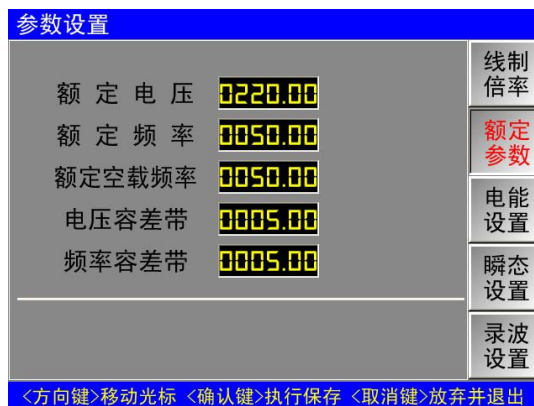 参数设置
额定电压 0220.00
额定频率 0050.00
额定空载频率 0050.00
电压容差带 0005.00
频率容差带 0005.00
线制
倍率
额定
参数
电能
设置
瞬态
设置
录波
设置
<方向键>移动光标 <确认键>执行保存 <取消键>放弃并退出